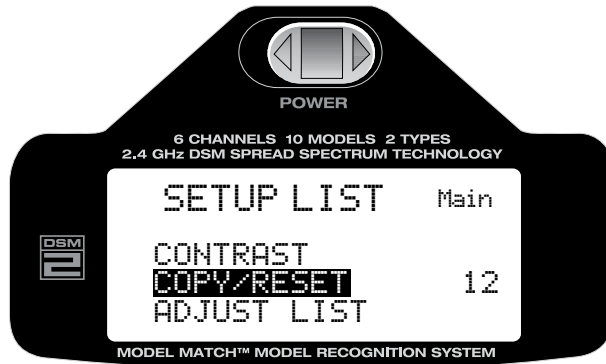 POWER
6 CHANNELS 10 MODELS 2 TYPES
2.4 GHz DSM SPREAD SPECTRUM TECHNOLOGY
SETUP LIST Main
DSM
2
CONTRAST
COPY/RESET 12
ADJUST LIST
MODEL MATCH™ MODEL RECOGNITION SYSTEM